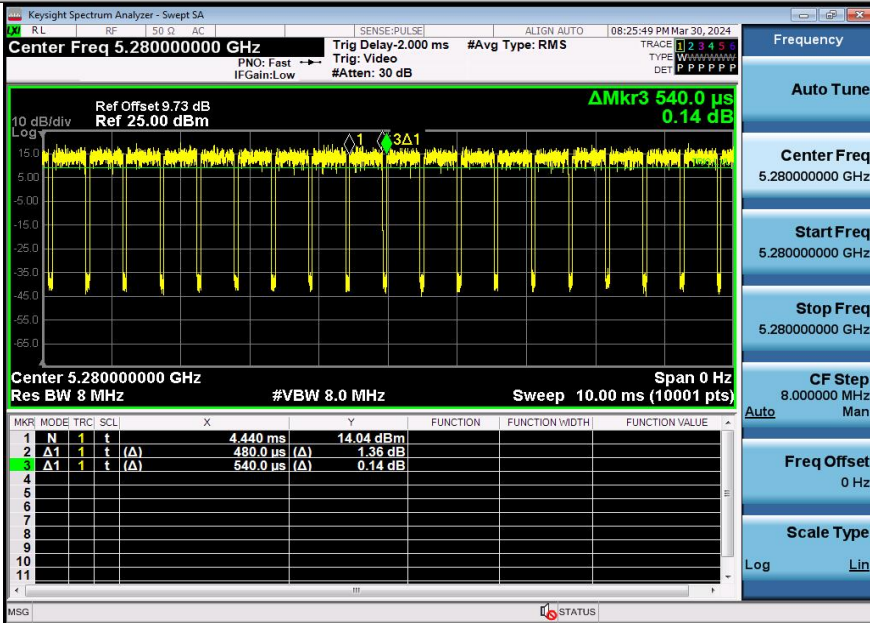 Keysight Spectrum Analyzer - Swept SA
LXI RL RF 50 Ω AC SENSE:PULSE ALIGN AUTO 08:25:49 PM Mar 30, 2024
Center Freq 5.280000000 GHz
PNO: Fast
IFGain:Low
Trig Delay-2.000 ms
Trig: Video
#Atten: 30 dB
#Avg Type: RMS
TRACE 1 2 3 4 5 6
TYPE WWWWWW
DET P P P P P P
Frequency
Auto Tune
Center Freq
5.280000000 GHz
Start Freq
5.280000000 GHz
Stop Freq
5.280000000 GHz
CF Step
8.000000 MHz
Auto Man
Freq Offset
0 Hz
Scale Type
Log Lin
ΔMkr3 540.0 µs
0.14 dB
Ref Offset 9.73 dB
10 dB/div Ref 25.00 dBm
Log
1
3Δ1
15.0
5.00
-5.00
-15.0
-25.0
-35.0
-45.0
-55.0
-65.0
Center 5.280000000 GHz Span 0 Hz
Res BW 8 MHz #VBW 8.0 MHz Sweep 10.00 ms (10001 pts)
MKR MODE TRC SCL X Y FUNCTION FUNCTION WIDTH FUNCTION VALUE
1 N 1 t 4.440 ms 14.04 dBm
2 Δ1 1 t (Δ) 480.0 µs (Δ) 1.36 dB
3 Δ1 1 t (Δ) 540.0 µs (Δ) 0.14 dB
4
5
6
7
8
9
10
11
MSG STATUS